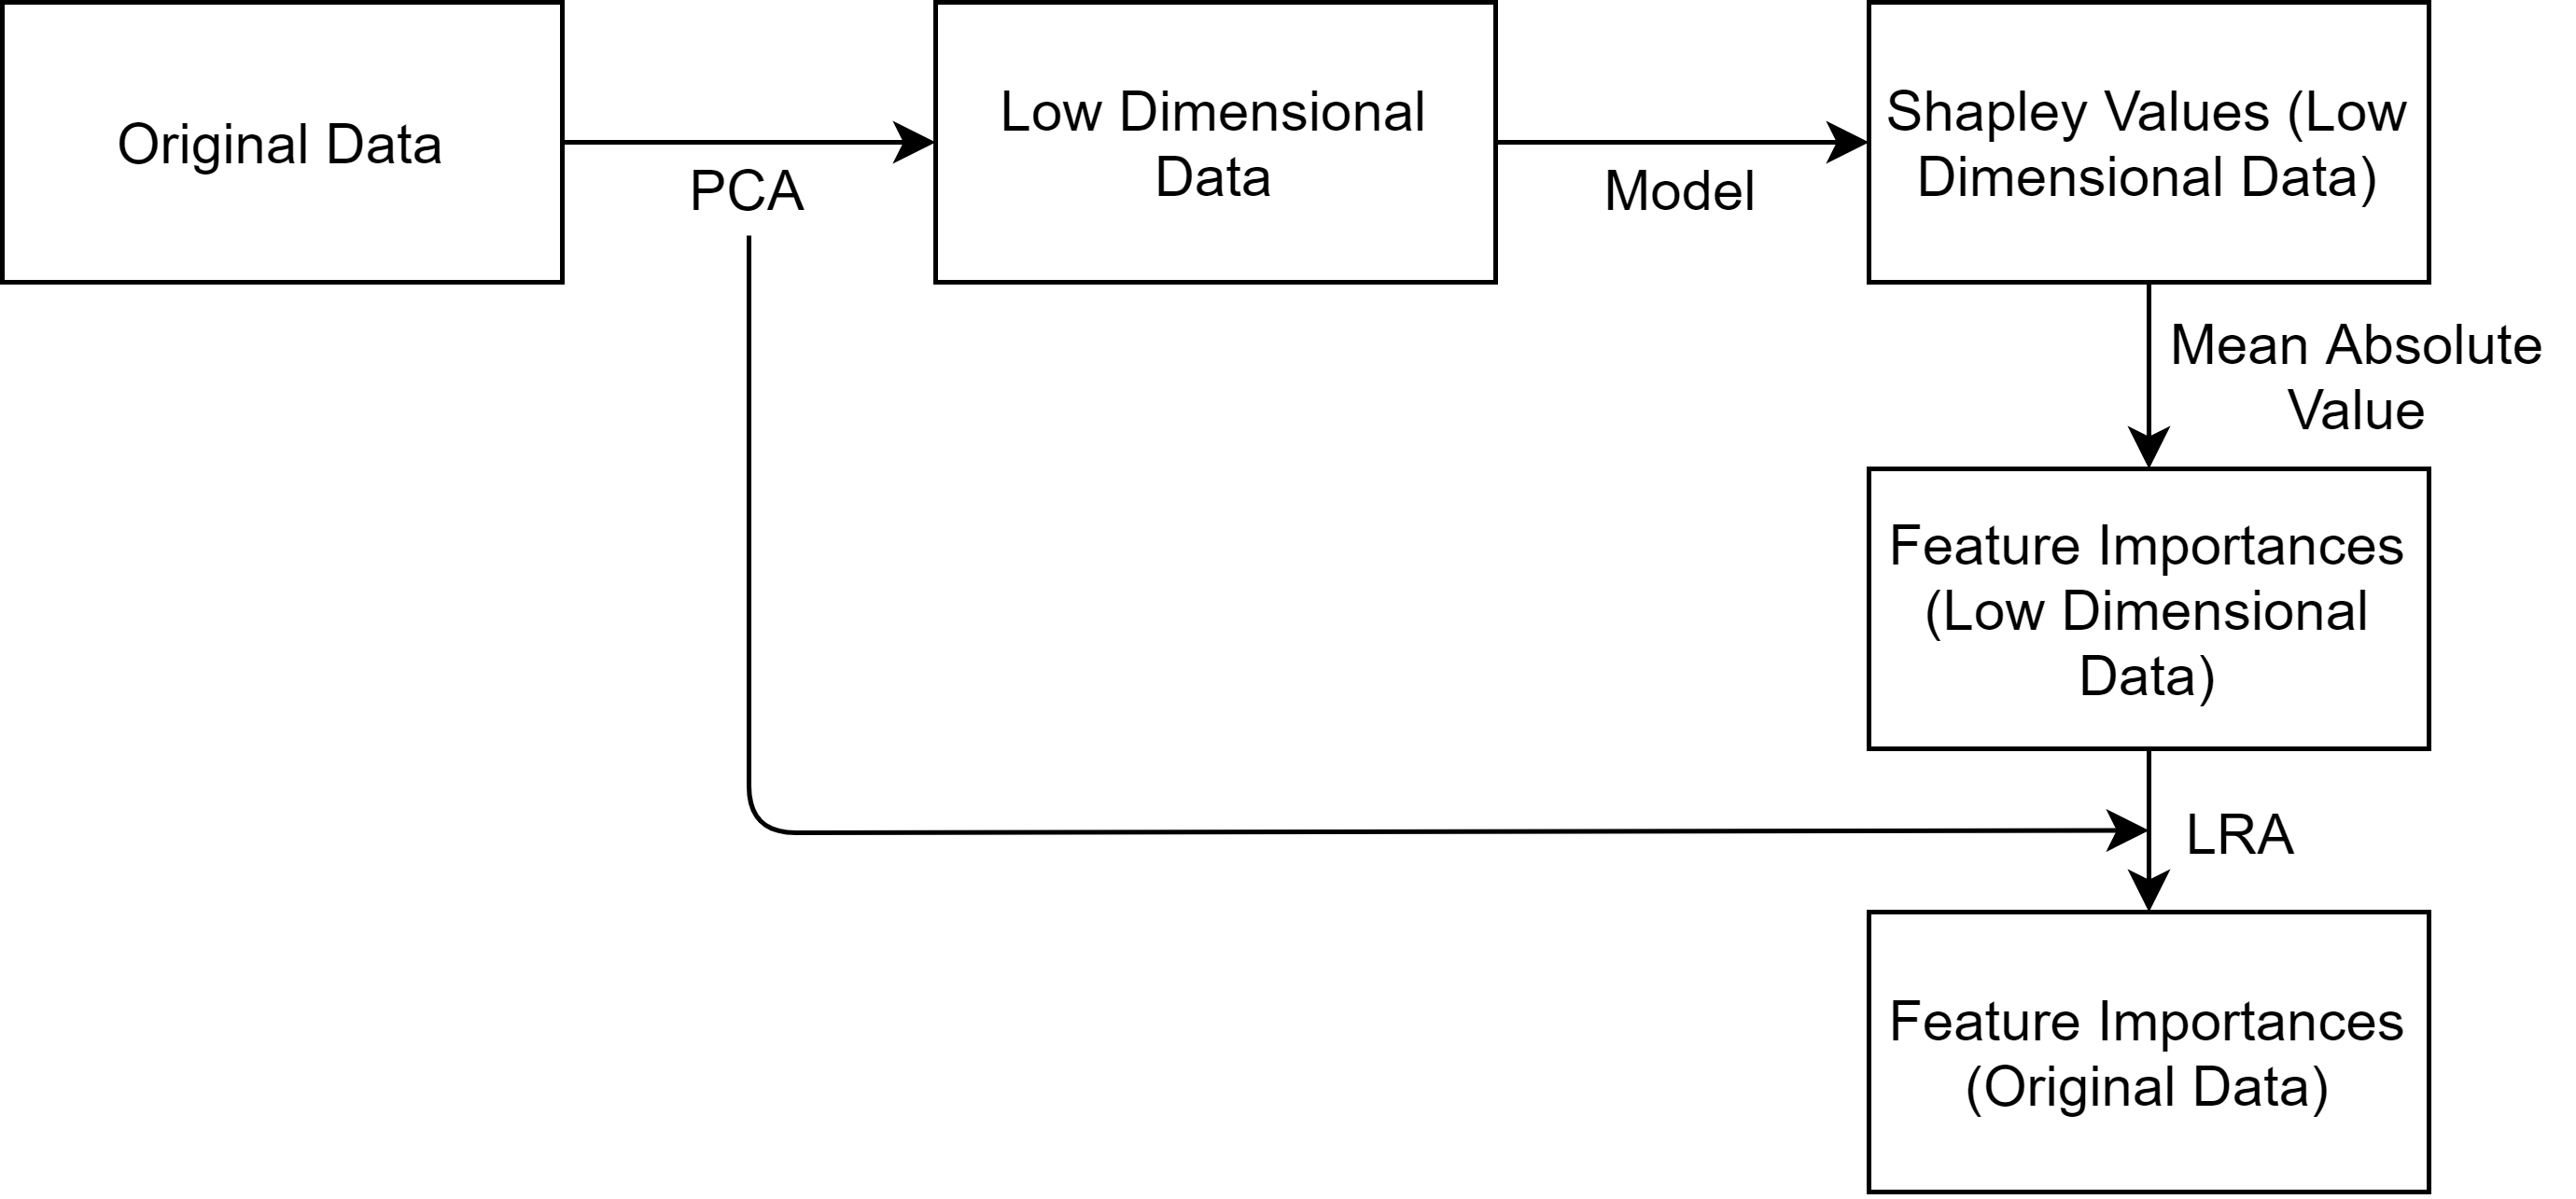 Original Data
PCA
Low Dimensional
Data
Model
Shapley Values (Low
Dimensional Data)
Mean Absolute
Value
Feature Importances
(Low Dimensional
Data)
LRA
Feature Importances
(Original Data)